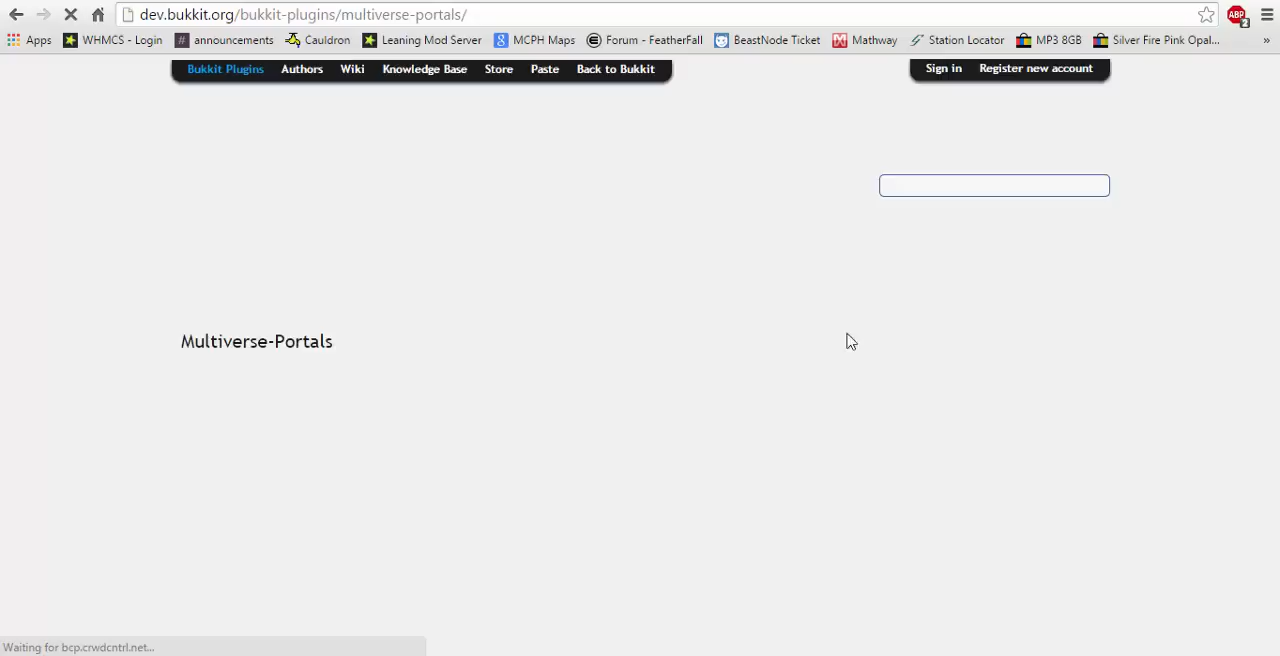 dev.bukkit.org/bukkit-plugins/multiverse-portals/
ABP
2
Apps WHMCS - Login # announcements Cauldron Leaning Mod Server 8 MCPH Maps Forum - FeatherFall BeastNode Ticket Mathway Station Locator MP3 8GB Silver Fire Pink Opal... »
Bukkit Plugins Authors Wiki Knowledge Base Store Paste Back to Bukkit Sign in Register new account
Multiverse-Portals
Waiting for bcp.crwdcntrl.net...